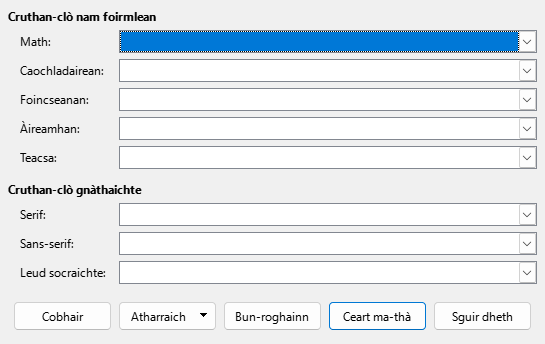 Cruthan-clò nam foirmlean
Math:
Caochladairean:
Foincseanan:
Àireamhan:
Teacsa:
Cruthan-clò gnàthaichte
Serif:
Sans-serif:
Leud socraichte:
Cobhair Atharraich Bun-roghainn Ceart ma-thà Sguir dheth